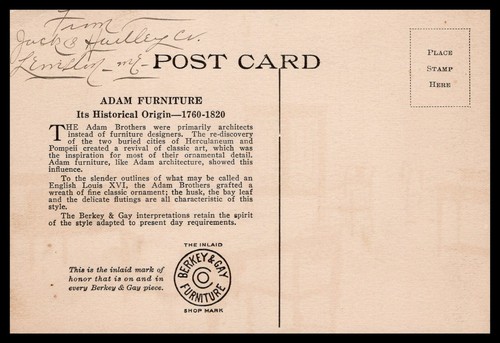 From
Jack &
POST CARD
PLACE
STAMP
HERE
ADAM FURNITURE
Its Historical Origin—1760-1820
THE Adam Brothers were primarily architects
instead of furniture designers. The re-discovery
of the two buried cities of Herculaneum and
Pompeii created a revival of classic art, which was
the inspiration for most of their ornamental detail.
Adam furniture, like Adam architecture, showed this
influence.
To the slender outlines of what may be called an
English Louis XVI, the Adam Brothers grafted a
wreath of fine classic ornament; the husk, the bay leaf
and the delicate flutings are all characteristic of this
style.
The Berkey & Gay interpretations retain the spirit
of the style adapted to present day requirements.
This is the inlaid mark of
honor that is on and in
every Berkey & Gay piece.
THE INLAID
BERKEY & GAY
FURNITURE
SHOP MARK